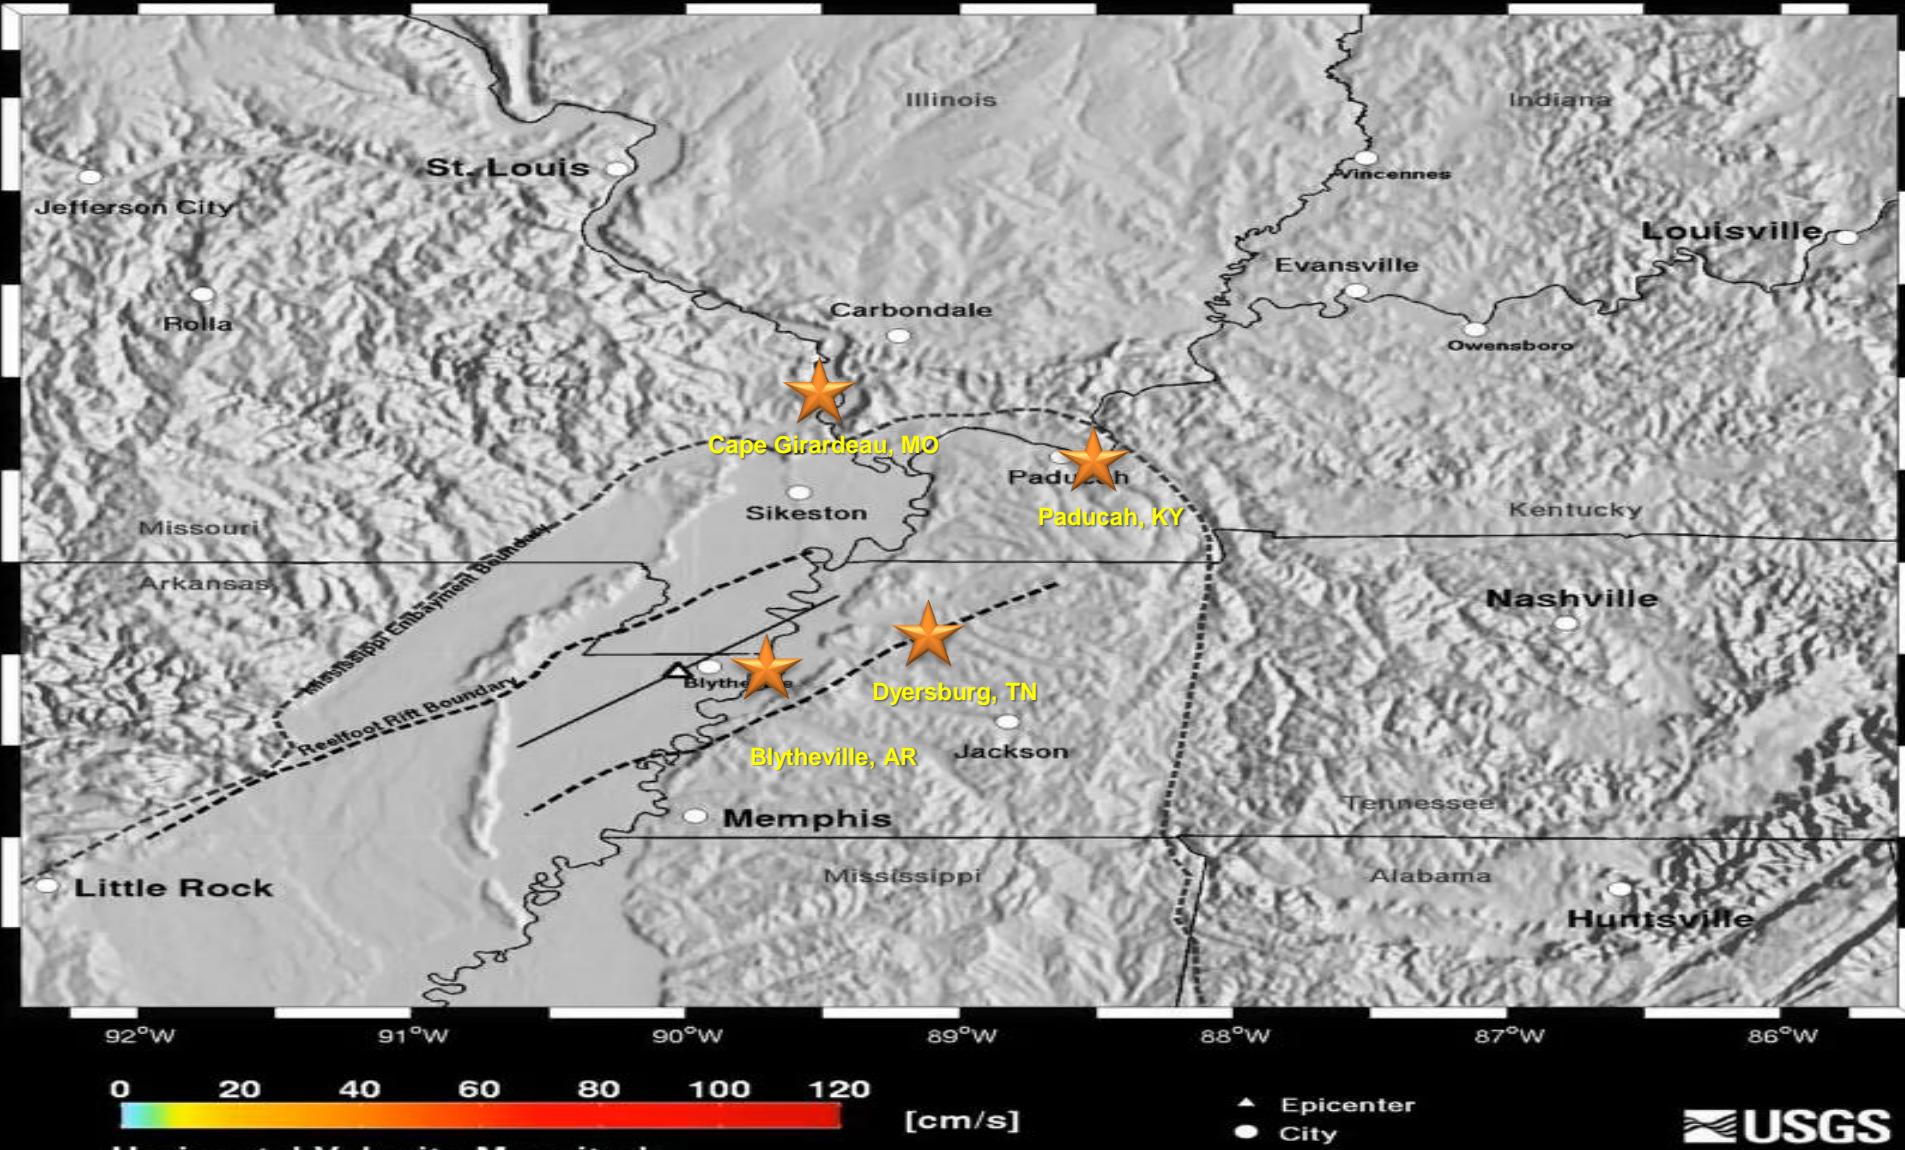 Illinois
Indiana
St. Louis
Vincennes
Jefferson City
Louisville
Evansville
Carbondale
Rolla
Owensboro
Cape Girardeau, MO
Paducah
Sikeston
Paducah, KY
Kentucky
Missouri
Mississippi Embayment Boundary
Arkansas
Nashville
Blytheville
Dyersburg, TN
Reelfoot Rift Boundary
Jackson
Blytheville, AR
Tennessee
Memphis
Mississippi
Alabama
Little Rock
Huntsville
92°W 91°W 90°W 89°W 88°W 87°W 86°W
0 20 40 60 80 100 120
[cm/s]
Epicenter
City
USGS